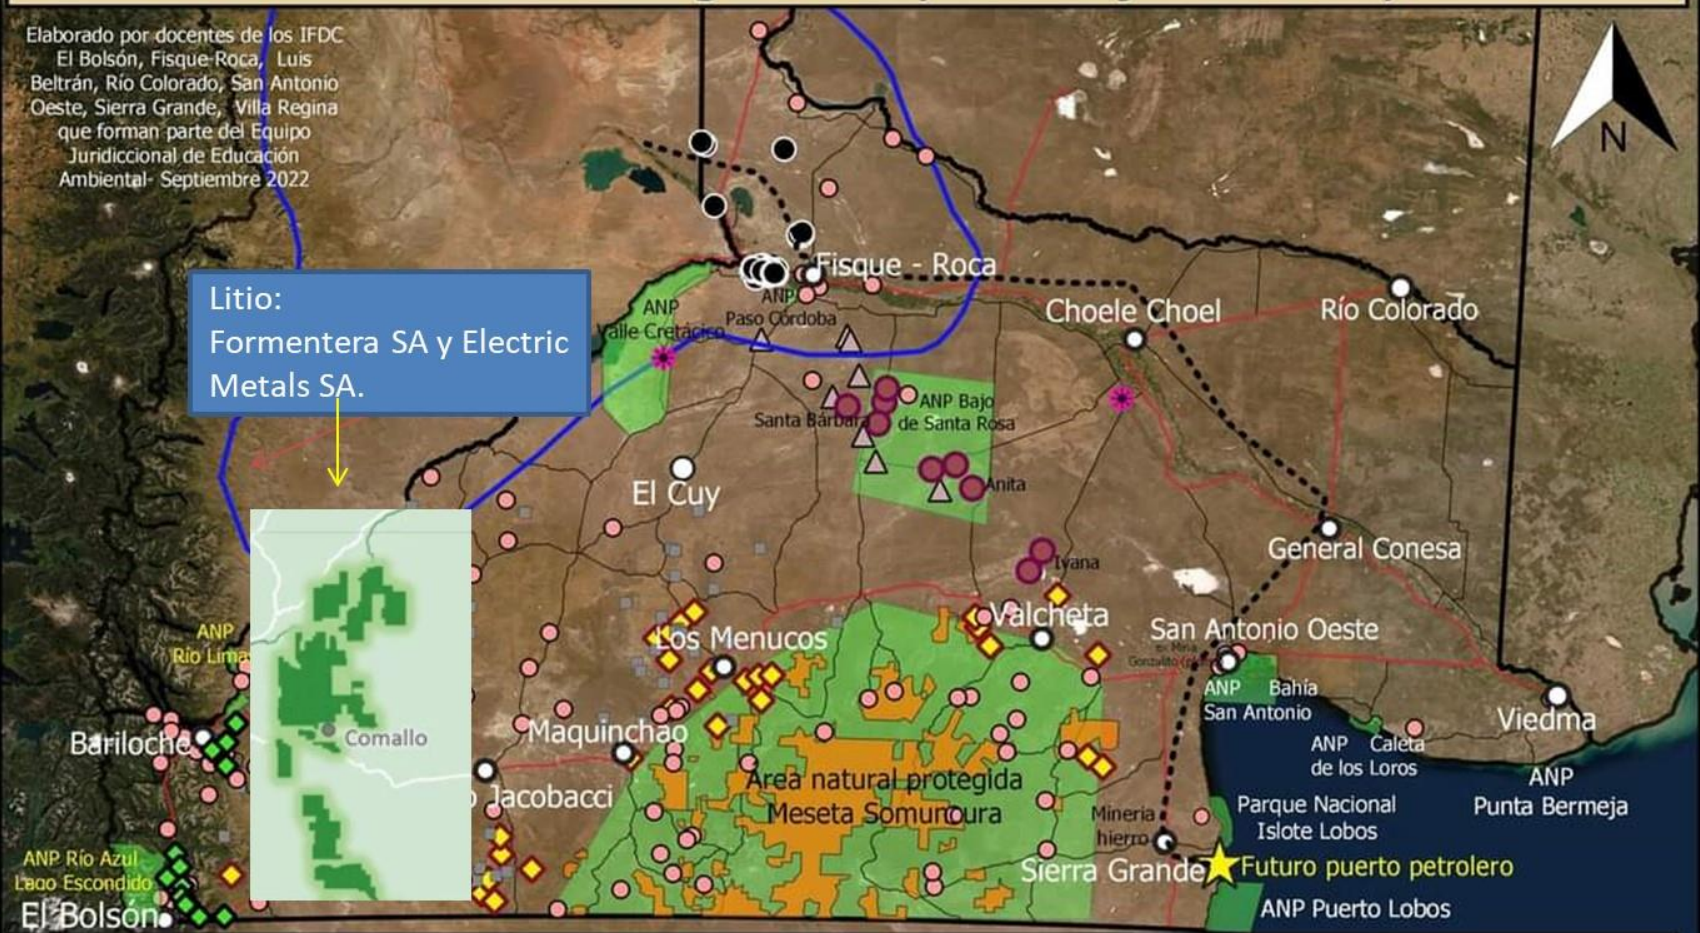 Elaborado por docentes de los IFDC
El Bolsón, Fisque-Roca, Luis
Beltrán, Río Colorado, San Antonio
Oeste, Sierra Grande, Villa Regina
que forman parte del Equipo
Juridiccional de Educación
Ambiental- Septiembre 2022
N
Litio:
Formentera SA y Electric
Metals SA.
Fisque - Roca
ANP
Valle Cretácico
ANP
Paso Córdoba
Choele Choel
Río Colorado
Santa Bárbara
ANP Bajo
de Santa Rosa
Anita
El Cuy
General Conesa
Ivana
Valcheta
ANP
Río Lima
Los Menucos
San Antonio Oeste
ANP Bahía
San Antonio
Viedma
Bariloche
Comallo
Maquinchao
ANP Caleta
de los Loros
ANP
Punta Bermeja
Jacobacci
Area natural protegida
Meseta Somuncura
Mineria
hierro
Parque Nacional
Islote Lobos
Sierra Grande
Futuro puerto petrolero
ANP Río Azul
Lago Escondido
El Bolsón
ANP Puerto Lobos